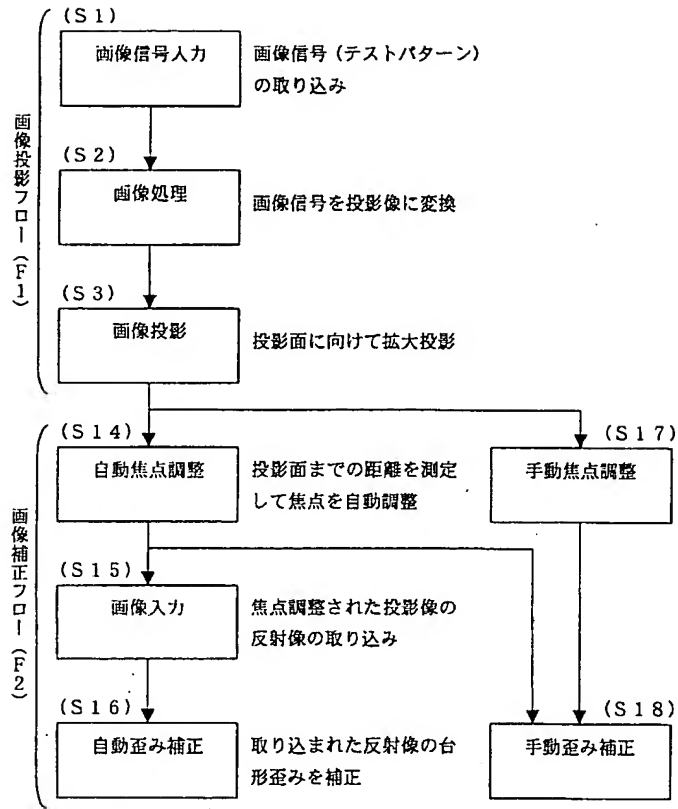 (S1)
画像信号入力
画像信号(テストパターン)
の取り込み
画像投影フロー(F1)
(S2)
画像処理
画像信号を投影像に変換
(S3)
画像投影
投影面に向けて拡大投影
(S14)
自動焦点調整
投影面までの距離を測定
して焦点を自動調整
(S17)
手動焦点調整
画像補正フロー(F2)
(S15)
画像入力
焦点調整された投影像の
反射像の取り込み
(S16)
自動歪み補正
取り込まれた反射像の台
形歪みを補正
(S18)
手動歪み補正